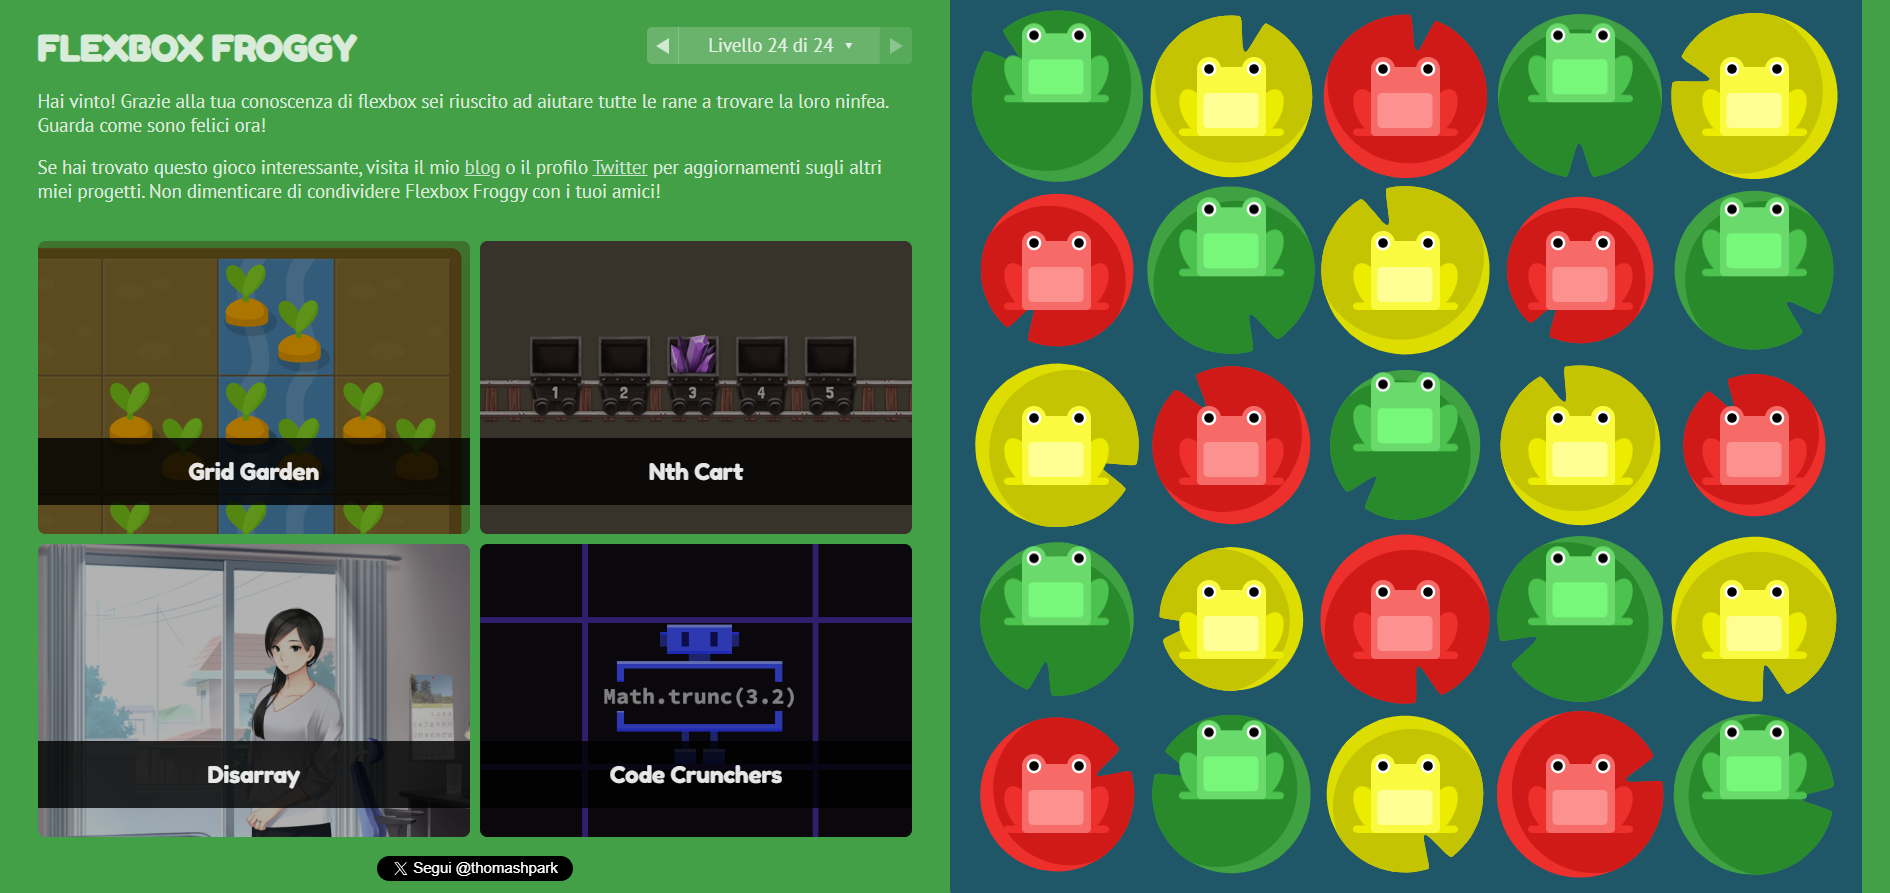 FLEXBOX FROGGY
Livello 24 di 24
Hai vinto! Grazie alla tua conoscenza di flexbox sei riuscito ad aiutare tutte le rane a trovare la loro ninfea.
Guarda come sono felici ora!
Se hai trovato questo gioco interessante, visita il mio blog o il profilo Twitter per aggiornamenti sugli altri
miei progetti. Non dimenticare di condividere Flexbox Froggy con i tuoi amici!
Grid Garden
1 2 3 4 5
Nth Cart
Disarray
Math.trunc(3.2)
Code Crunchers
X Segui @thomashpark